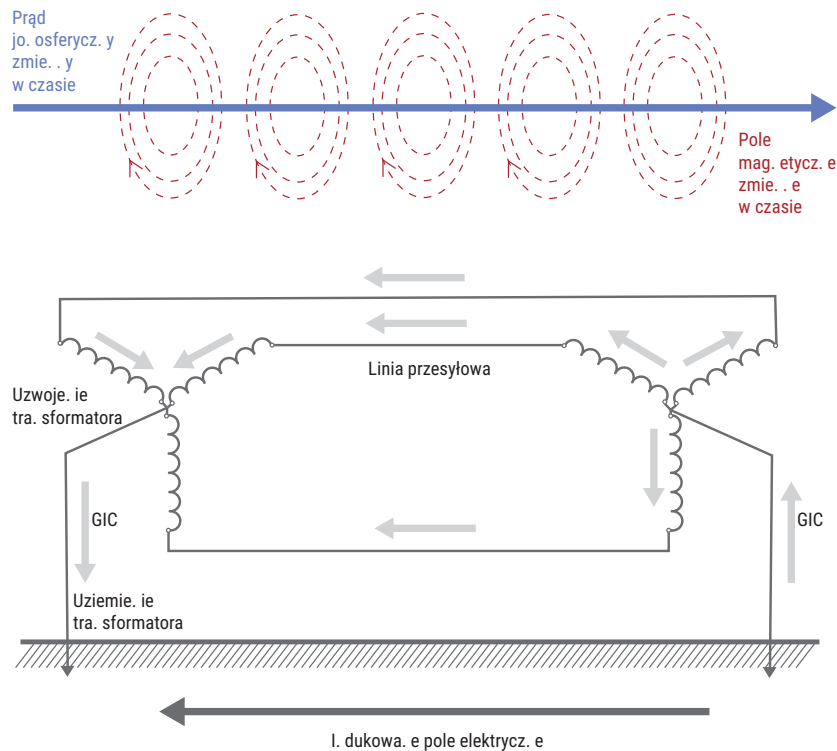 Prąd
jo. osferycz. y
zmie. . y
w czasie
Pole
mag. etycz. e
zmie. . e
w czasie
Linia przesyłowa
Uzwoje. ie
tra. sformatora
GIC
GIC
Uziemie. ie
tra. sformatora
I. dukowa. e pole elektrycz. e